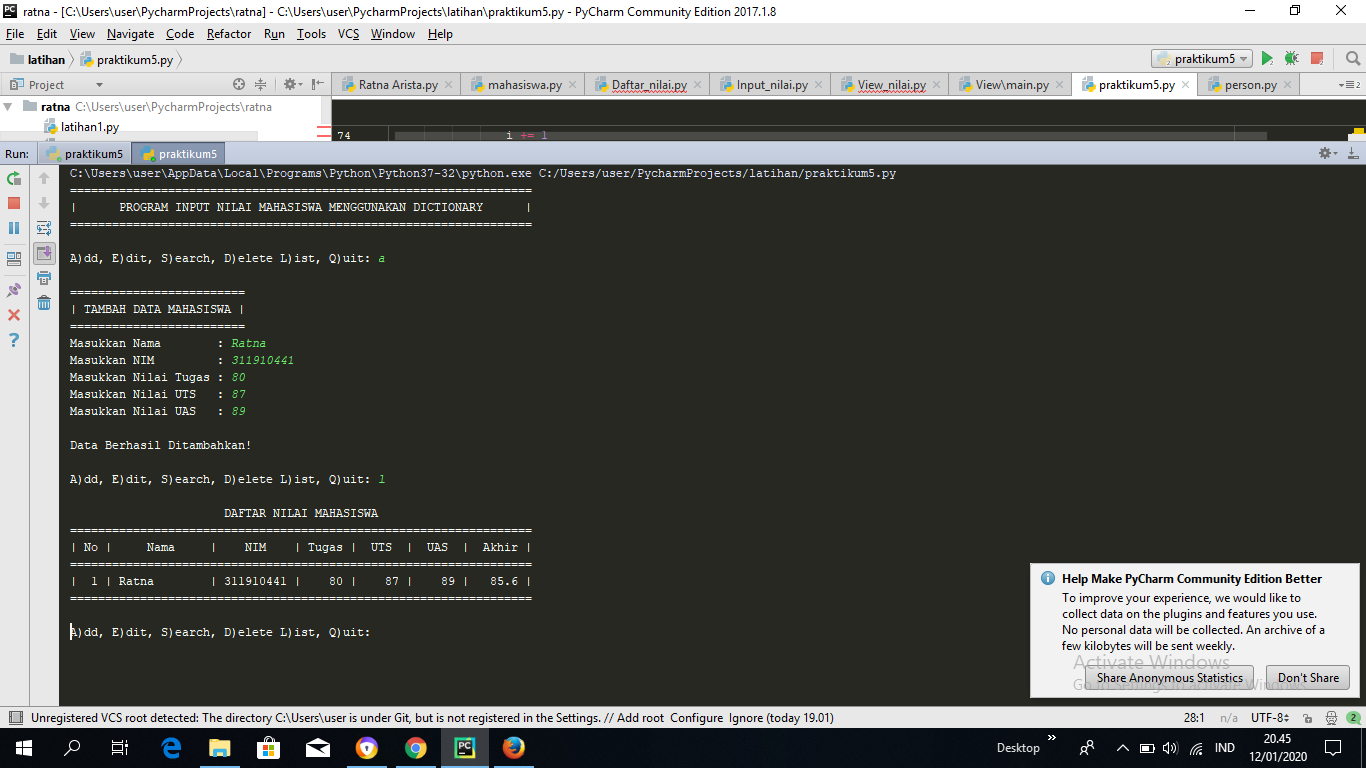 ratna - [C:\Users\user\PycharmProjects\ratna] - C:\Users\user\PycharmProjects\latihan\praktikum5.py - PyCharm Community Edition 2017.1.8
File Edit View Navigate Code Refactor Run Tools VCS Window Help
latihan praktikum5.py praktikum5
Project Ratna Arista.py mahasiswa.py Daftar_nilai.py Input_nilai.py View_nilai.py View\main.py praktikum5.py person.py
ratna C:\Users\user\PycharmProjects\ratna
latihan1.py
74 i += 1
Run: praktikum5 praktikum5
C:\Users\user\AppData\Local\Programs\Python\Python37-32\python.exe C:/Users/user/PycharmProjects/latihan/praktikum5.py
==================================================================
| PROGRAM INPUT NILAI MAHASISWA MENGGUNAKAN DICTIONARY |
==================================================================
A)dd, E)dit, S)earch, D)elete L)ist, Q)uit: a
=========================
| TAMBAH DATA MAHASISWA |
=========================
Masukkan Nama : Ratna
Masukkan NIM : 311910441
Masukkan Nilai Tugas : 80
Masukkan Nilai UTS : 87
Masukkan Nilai UAS : 89
Data Berhasil Ditambahkan!
A)dd, E)dit, S)earch, D)elete L)ist, Q)uit: l
DAFTAR NILAI MAHASISWA
==================================================================
| No | Nama | NIM | Tugas | UTS | UAS | Akhir |
==================================================================
| 1 | Ratna | 311910441 | 80 | 87 | 89 | 85.6 |
==================================================================
A)dd, E)dit, S)earch, D)elete L)ist, Q)uit:
Help Make PyCharm Community Edition Better
To improve your experience, we would like to
collect data on the plugins and features you use.
No personal data will be collected. An archive of a
few kilobytes will be sent weekly.
Activate Windows
Share Anonymous Statistics Don't Share
Unregistered VCS root detected: The directory C:\Users\user is under Git, but is not registered in the Settings. // Add root Configure Ignore (today 19.01) 28:1 n/a UTF-8 2
Desktop IND 20.45
12/01/2020